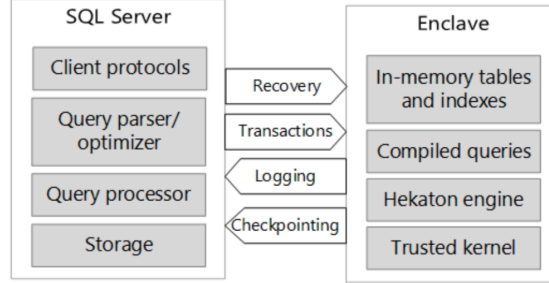 SQL Server
Client protocols
Query parser/
optimizer
Query processor
Storage
Recovery
Transactions
Logging
Checkpointing
Enclave
In-memory tables
and indexes
Compiled queries
Hekaton engine
Trusted kernel